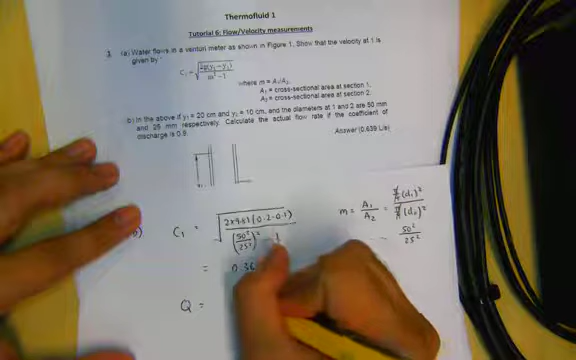 Thermofluid 1
Tutorial 6: Flow/Velocity measurements
3. (a) Water flows in a venturi meter as shown in Figure 1. Show that the velocity at 1 is
given by :
C₁ = √(2g(y₁ − y₂) / (m² − 1))
where m = A₁/A₂.
A₁ = cross-sectional area at section 1.
A₂ = cross-sectional area at section 2.
b) In the above if y₁ = 20 cm and y₂ = 10 cm, and the diameters at 1 and 2 are 50 mm
and 25 mm respectively. Calculate the actual flow rate if the coefficient of
discharge is 0.9.
Answer (0.639 L/s)
b) C₁ = √(2×9.81(0.2-0.1) / ((50²/25²)² - 1))
m = A₁/A₂ = π/4(d₁)² / π/4(d₂)²
= 50²/25²
= 0.36
Q =